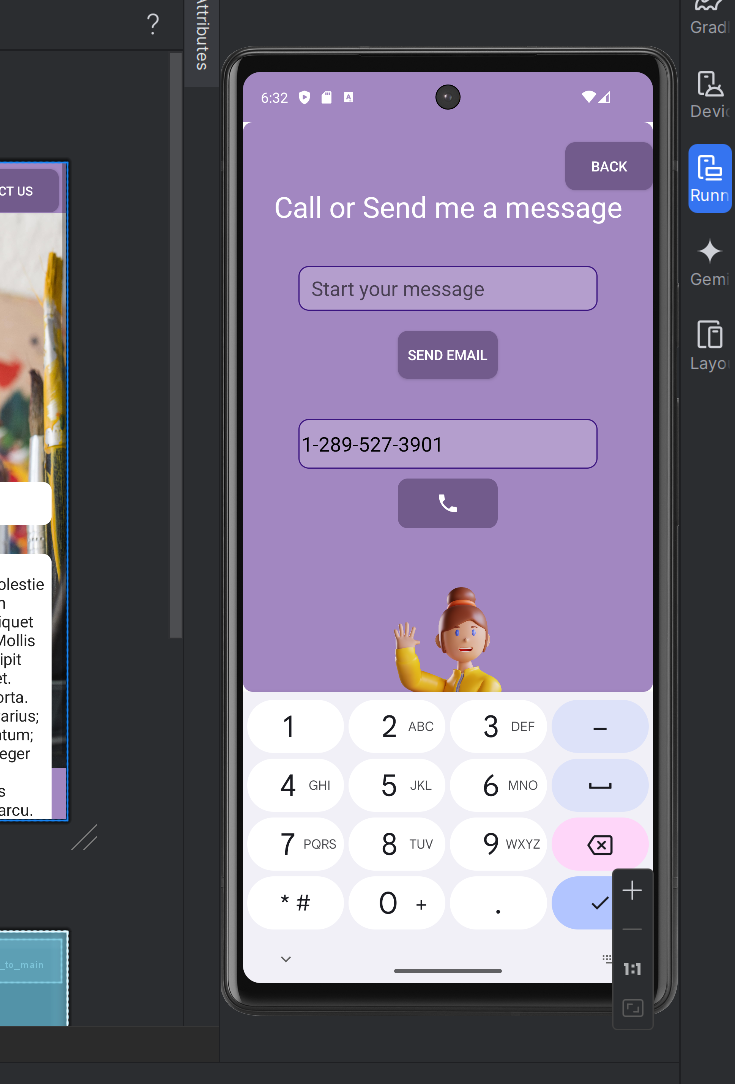 ?
Attributes
Grad
Devi
Runn
Gemi
Layo
CT US
olestie
n
iquet
Mollis
ipit
et.
orta.
arius;
ntum;
eger
s
arcu.
_to_main
6:32
A
BACK
Call or Send me a message
Start your message
SEND EMAIL
1-289-527-3901
1
2 ABC
3 DEF
–
4 GHI
5 JKL
6 MNO
7 PQRS
8 TUV
9 WXYZ
* #
0 +
.
1:1